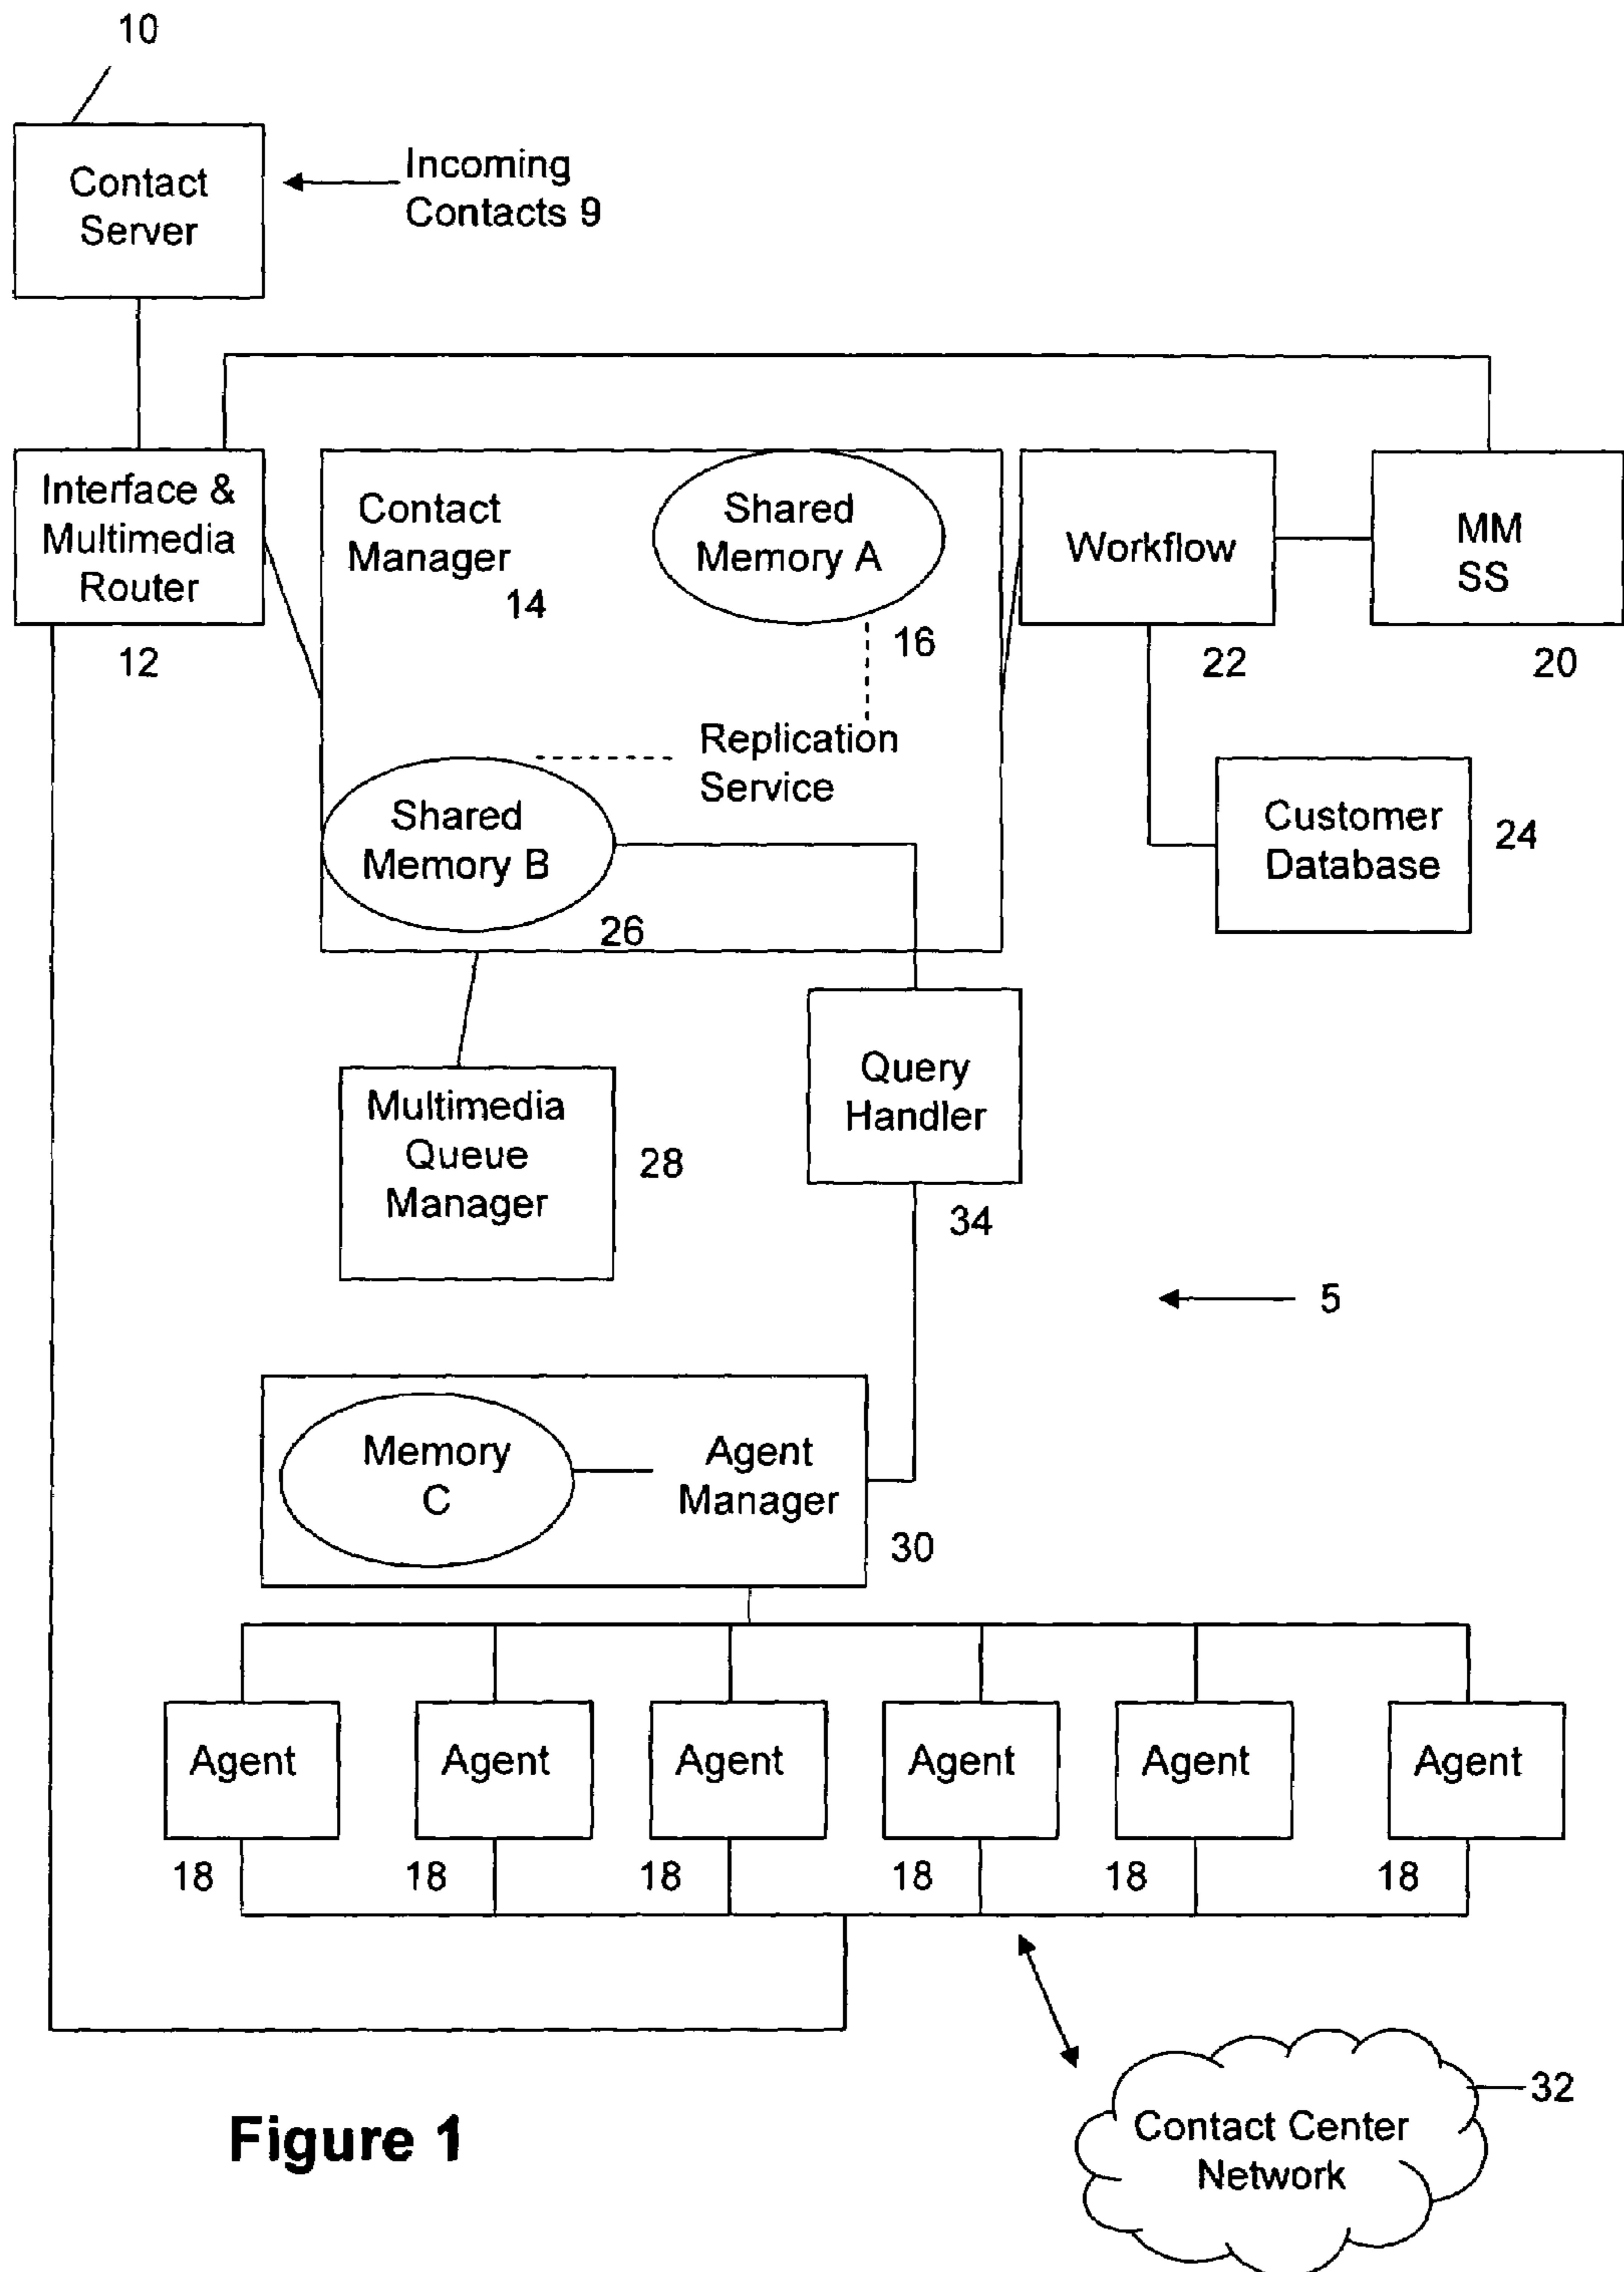 10
Contact
Server
Incoming
Contacts 9
Interface &
Multimedia
Router
12
Contact
Manager
14
Shared
Memory A
16
Workflow
22
MM
SS
20
Replication
Service
Shared
Memory B
26
Customer
Database
24
Multimedia
Queue
Manager
28
Query
Handler
34
5
Memory
C
Agent
Manager
30
Agent
Agent
Agent
Agent
Agent
Agent
18
18
18
18
18
18
32
Contact Center
Network
Figure 1